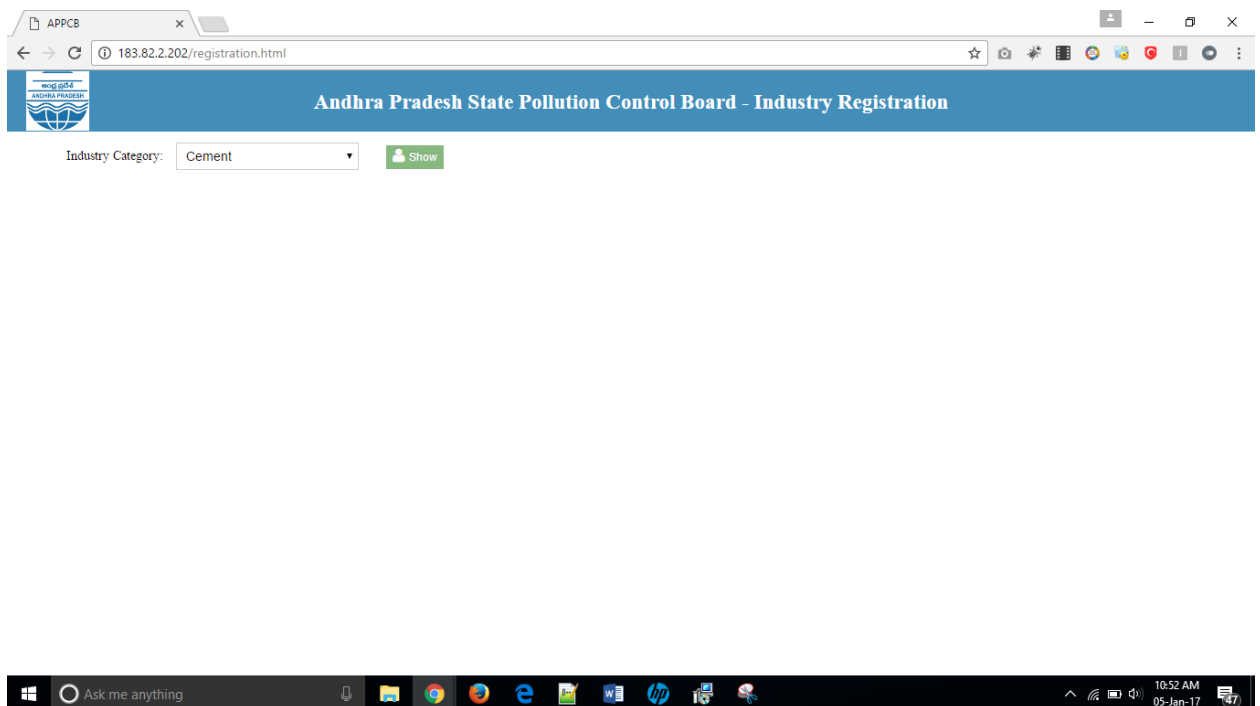 APPCB
183.82.2.202/registration.html
ఆంధ్ర ప్రదేశ్
ANDHRA PRADESH
Andhra Pradesh State Pollution Control Board - Industry Registration
Industry Category: Cement Show
Ask me anything
10:52 AM
05-Jan-17
47